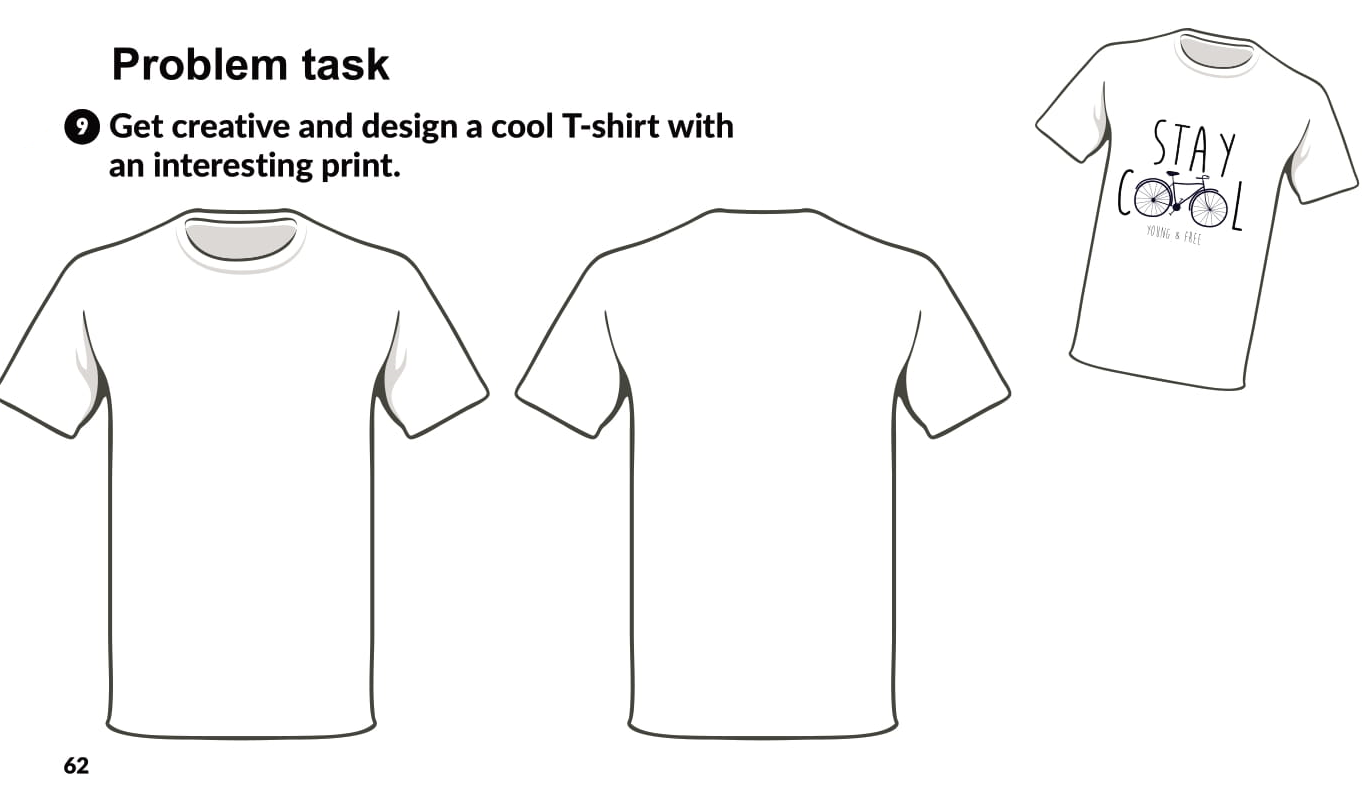 Problem task
9 Get creative and design a cool T-shirt with
an interesting print.
STAY
COOL
YOUNG & FREE
62